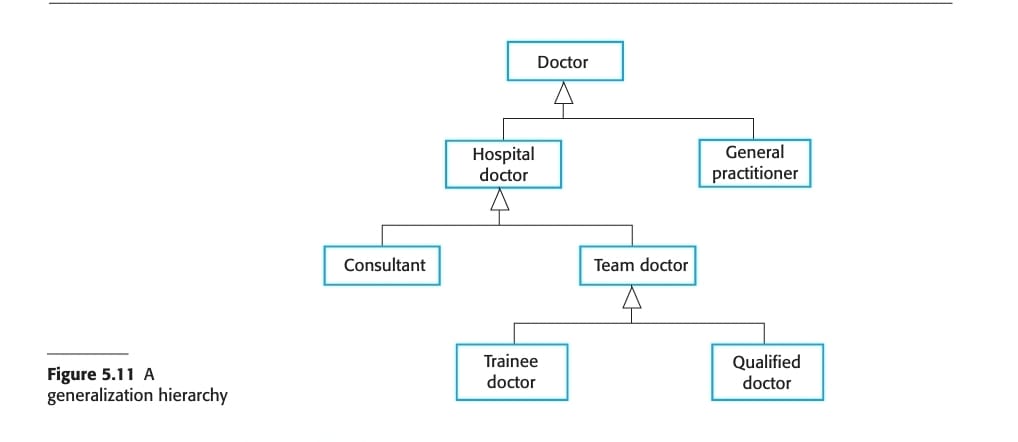 Doctor
Hospital
doctor
General
practitioner
Consultant
Team doctor
Trainee
doctor
Qualified
doctor
Figure 5.11 A
generalization hierarchy